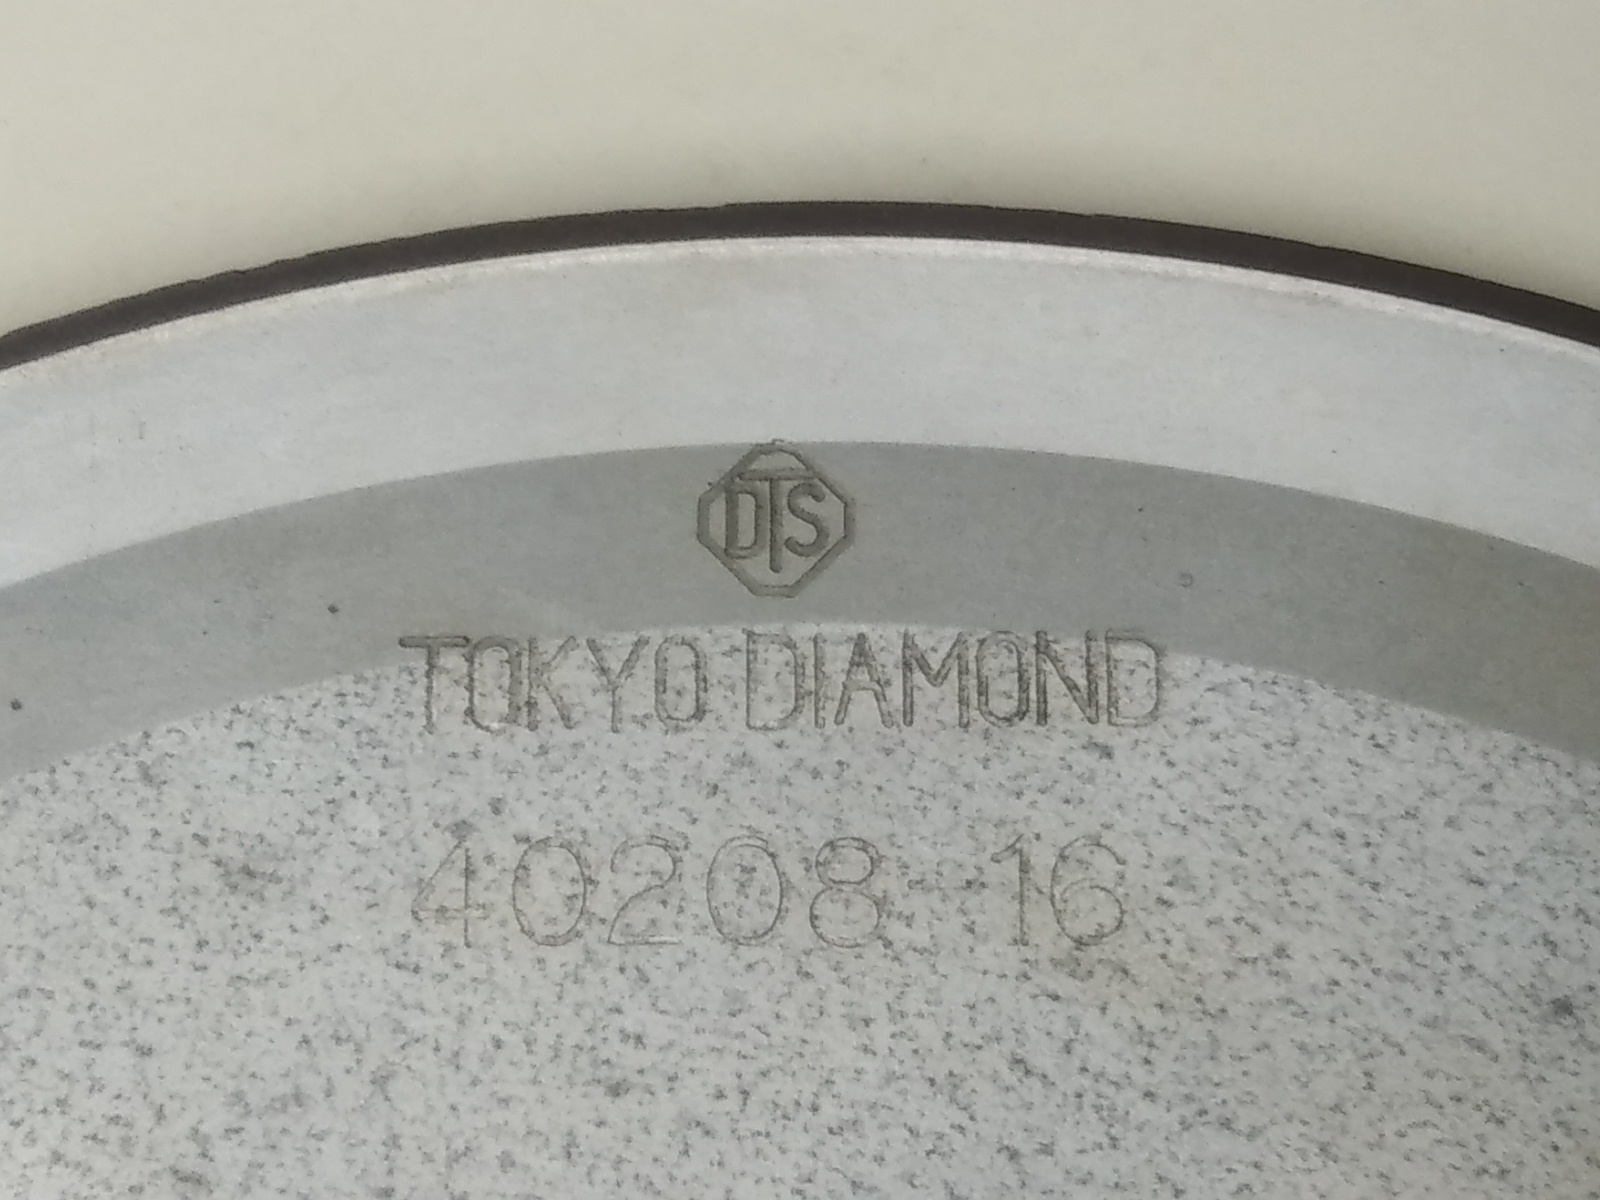 DTS
TOKYO DIAMOND
40208-16